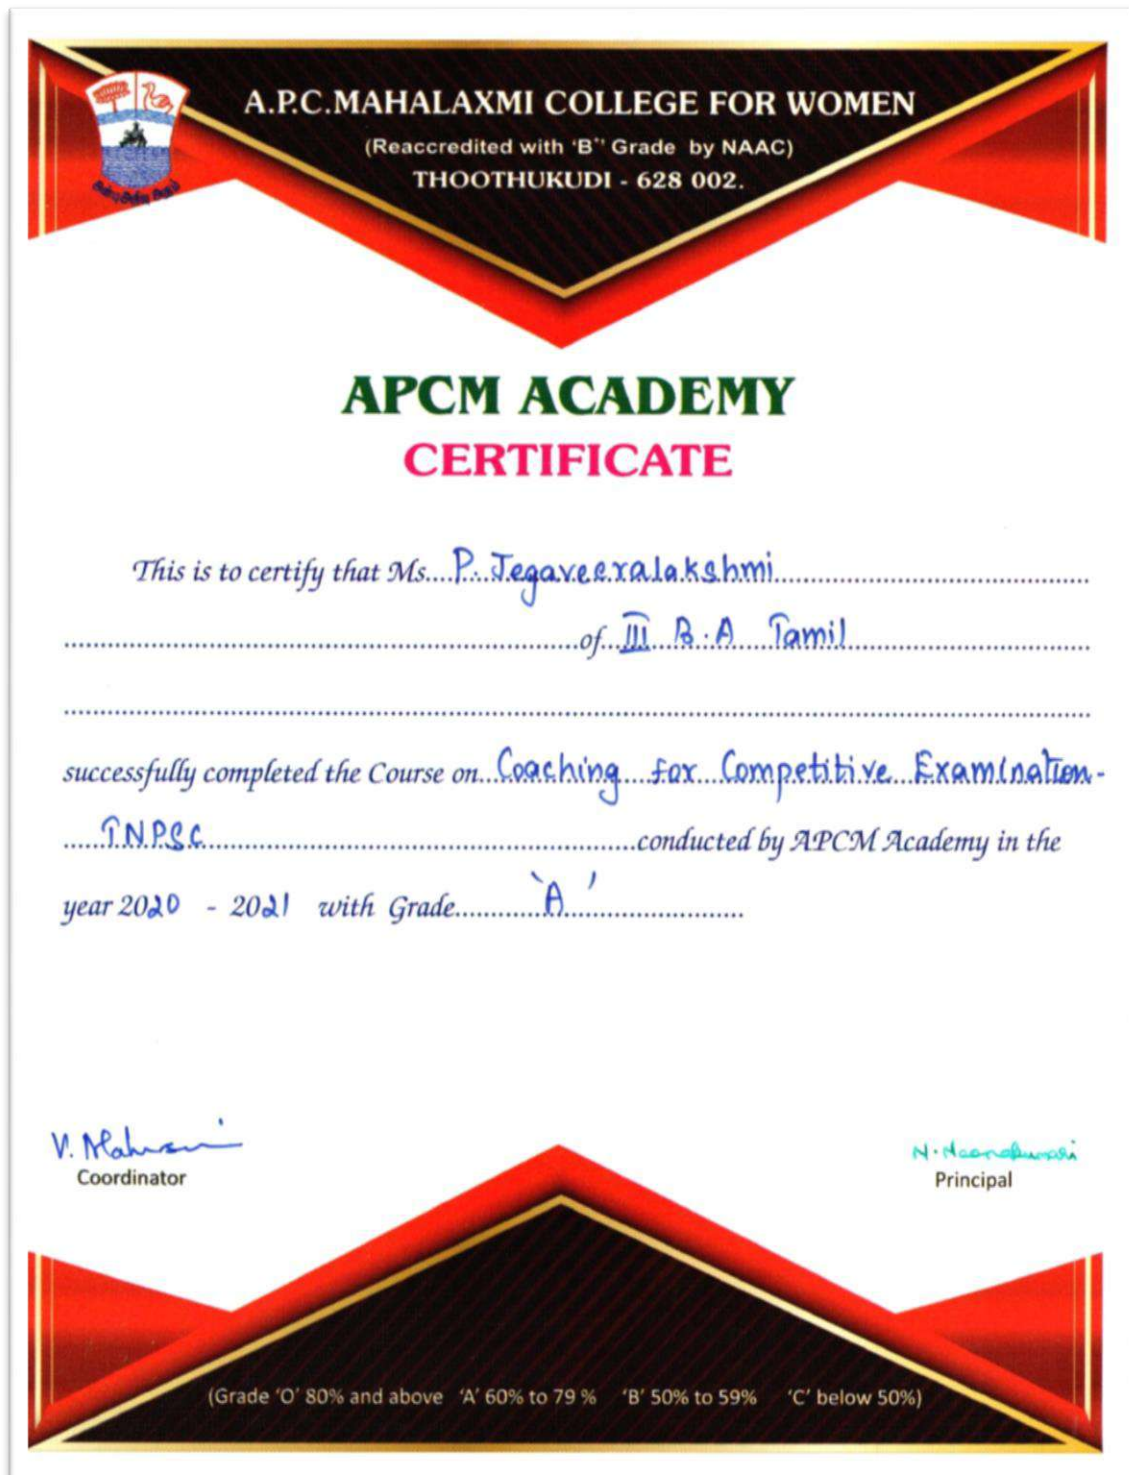 A.P.C.MAHALAXMI COLLEGE FOR WOMEN
(Reaccredited with 'B+' Grade by NAAC)
THOOTHUKUDI - 628 002.
APCM ACADEMY
CERTIFICATE
This is to certify that Ms. P. Jegaveeralakshmi
of III B.A Tamil
successfully completed the Course on Coaching for Competitive Examination-
TNPSC conducted by APCM Academy in the
year 2020 - 2021 with Grade 'A'
Coordinator
Principal
(Grade 'O' 80% and above 'A' 60% to 79 % 'B' 50% to 59% 'C' below 50%)